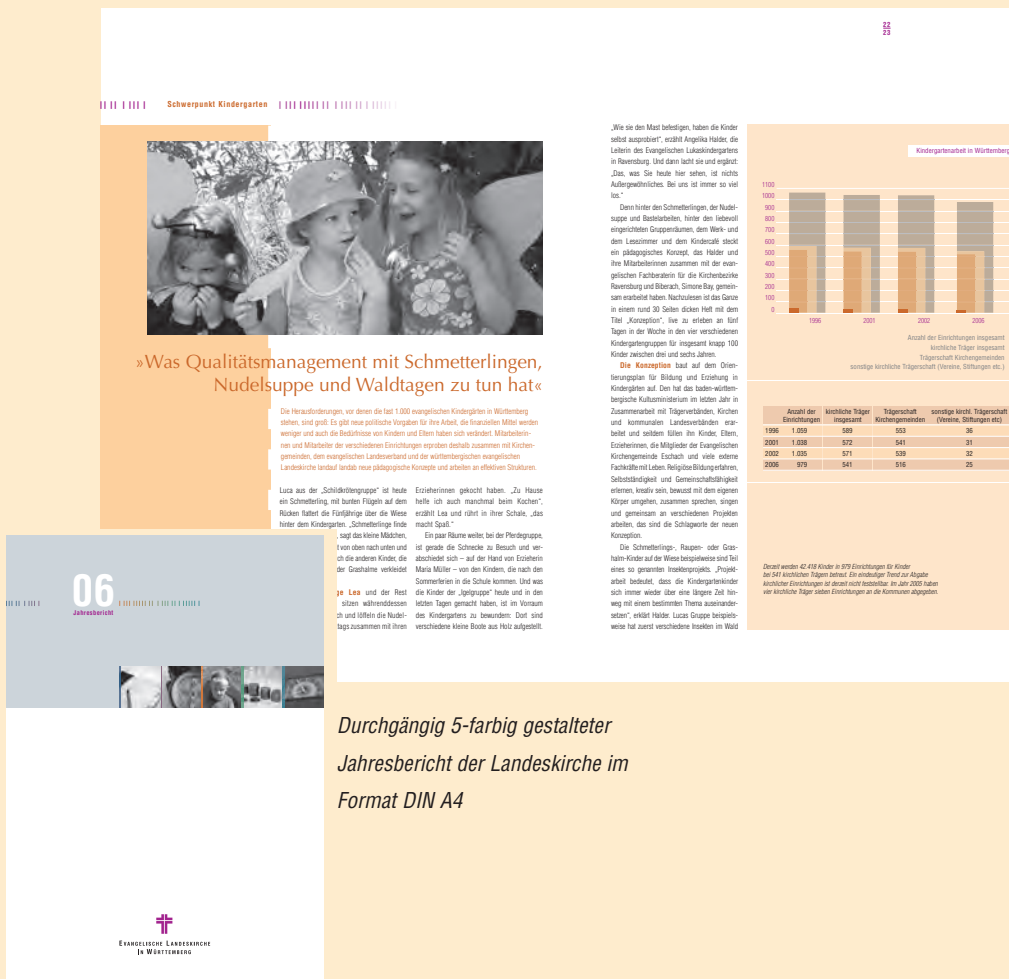 22
23
Schwerpunkt Kindergarten
»Was Qualitätsmanagement mit Schmetterlingen,
Nudelsuppe und Waldtagen zu tun hat«
Die Herausforderungen, vor denen die fast 1.000 evangelischen Kindergärten in Württemberg
stehen, sind groß: Es gibt neue politische Vorgaben für ihre Arbeit, die finanziellen Mittel werden
weniger und auch die Bedürfnisse von Kindern und Eltern haben sich verändert. Mitarbeiterin-
nen und Mitarbeiter der verschiedenen Einrichtungen erproben deshalb zusammen mit Kirchen-
gemeinden, dem evangelischen Landesverband und der württembergischen evangelischen
Landeskirche landauf landab neue pädagogische Konzepte und arbeiten an effektiven Strukturen.
Luca aus der „Schildkrötengruppe“ ist heute
ein Schmetterling, mit bunten Flügeln auf dem
Rücken flattert die Fünfjährige über die Wiese
hinter dem Kindergarten. „Schmetterlinge finde
, sagt das kleine Mädchen,
t von oben nach unten und
ch die anderen Kinder, die
der Grashalme verkleidet
ge Lea und der Rest
sitzen währenddessen
ch und löffeln die Nudel-
tags zusammen mit ihren
Erzieherinnen gekocht haben. „Zu Hause
helfe ich auch manchmal beim Kochen“,
erzählt Lea und rührt in ihrer Schale, „das
macht Spaß.“
Ein paar Räume weiter, bei der Pferdegruppe,
ist gerade die Schnecke zu Besuch und ver-
abschiedet sich – auf der Hand von Erzieherin
Maria Müller – von den Kindern, die nach den
Sommerferien in die Schule kommen. Und was
die Kinder der „Igelgruppe“ heute und in den
letzten Tagen gemacht haben, ist im Vorraum
des Kindergartens zu bewundern: Dort sind
verschiedene kleine Boote aus Holz aufgestellt.
„Wie sie den Mast befestigen, haben die Kinder
selbst ausprobiert“, erzählt Angelika Halder, die
Leiterin des Evangelischen Lukaskindergartens
in Ravensburg. Und dann lacht sie und ergänzt:
„Das, was Sie heute hier sehen, ist nichts
Außergewöhnliches. Bei uns ist immer so viel
los.“
Denn hinter den Schmetterlingen, der Nudel-
suppe und Bastelarbeiten, hinter den liebevoll
eingerichteten Gruppenräumen, dem Werk- und
dem Lesezimmer und dem Kindercafé steckt
ein pädagogisches Konzept, das Halder und
ihre Mitarbeiterinnen zusammen mit der evan-
gelischen Fachberaterin für die Kirchenbezirke
Ravensburg und Biberach, Simone Bay, gemein-
sam erarbeitet haben. Nachzulesen ist das Ganze
in einem rund 30 Seiten dicken Heft mit dem
Titel „Konzeption“, live zu erleben an fünf
Tagen in der Woche in den vier verschiedenen
Kindergartengruppen für insgesamt knapp 100
Kinder zwischen drei und sechs Jahren.
Die Konzeption baut auf dem Orien-
tierungsplan für Bildung und Erziehung in
Kindergärten auf. Den hat das baden-württem-
bergische Kultusministerium im letzten Jahr in
Zusammenarbeit mit Trägerverbänden, Kirchen
und kommunalen Landesverbänden erar-
beitet und seitdem füllen ihn Kinder, Eltern,
Erzieherinnen, die Mitglieder der Evangelischen
Kirchengemeinde Eschach und viele externe
Fachkräfte mit Leben. Religiöse Bildung erfahren,
Selbstständigkeit und Gemeinschaftsfähigkeit
erlernen, kreativ sein, bewusst mit dem eigenen
Körper umgehen, zusammen sprechen, singen
und gemeinsam an verschiedenen Projekten
arbeiten, das sind die Schlagworte der neuen
Konzeption.
Die Schmetterlings-, Raupen- oder Gras-
halm-Kinder auf der Wiese beispielsweise sind Teil
eines so genannten Insektenprojekts. „Projekt-
arbeit bedeutet, dass die Kindergartenkinder
sich immer wieder über eine längere Zeit hin-
weg mit einem bestimmten Thema auseinander-
setzen“, erklärt Halder. Lucas Gruppe beispiels-
weise hat zuerst verschiedene Insekten im Wald
Kindergartenarbeit in Württemberg
1100
1000
900
800
700
600
500
400
300
200
100
0
1996 2001 2002 2006
Anzahl der Einrichtungen insgesamt
kirchliche Träger insgesamt
Trägerschaft Kirchengemeinden
sonstige kirchliche Trägerschaft (Vereine, Stiftungen etc.)
Anzahl der kirchliche Träger Trägerschaft sonstige kirchl. Trägerschaft
Einrichtungen insgesamt Kirchengemeinden (Vereine, Stiftungen etc)
1996 1.059 589 553 36
2001 1.038 572 541 31
2002 1.035 571 539 32
2006 979 541 516 25
Derzeit werden 42.418 Kinder in 979 Einrichtungen für Kinder
bei 541 kirchlichen Trägern betreut. Ein eindeutiger Trend zur Abgabe
kirchlicher Einrichtungen ist derzeit nicht feststellbar. Im Jahr 2005 haben
vier kirchliche Träger sieben Einrichtungen an die Kommunen abgegeben.
06
Jahresbericht
Evangelische Landeskirche
in Württemberg
Durchgängig 5-farbig gestalteter
Jahresbericht der Landeskirche im
Format DIN A4